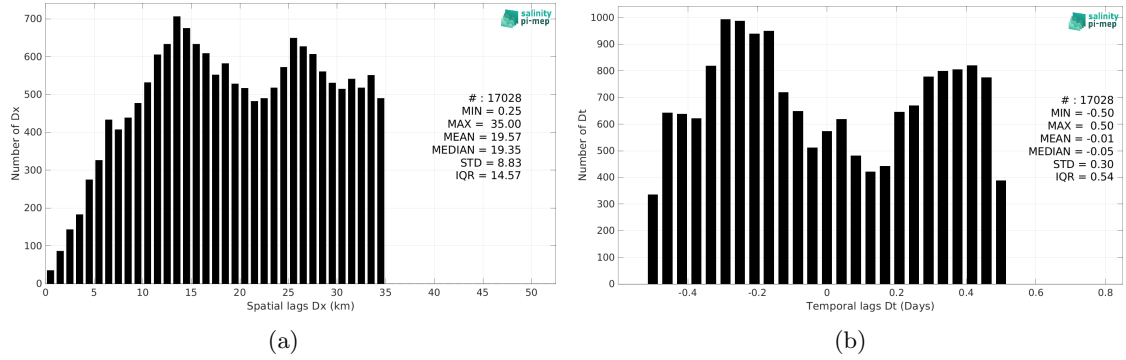 salinity
pi-mep
Number of Dx
700
600
500
400
300
200
100
0
# : 17028
MIN = 0.25
MAX = 35.00
MEAN = 19.57
MEDIAN = 19.35
STD = 8.83
IQR = 14.57
0 5 10 15 20 25 30 35 40 45 50
Spatial lags Dx (km)
(a)
salinity
pi-mep
Number of Dt
1000
900
800
700
600
500
400
300
200
100
0
# : 17028
MIN = -0.50
MAX = 0.50
MEAN = -0.01
MEDIAN = -0.05
STD = 0.30
IQR = 0.54
-0.4 -0.2 0 0.2 0.4 0.6 0.8
Temporal lags Dt (Days)
(b)